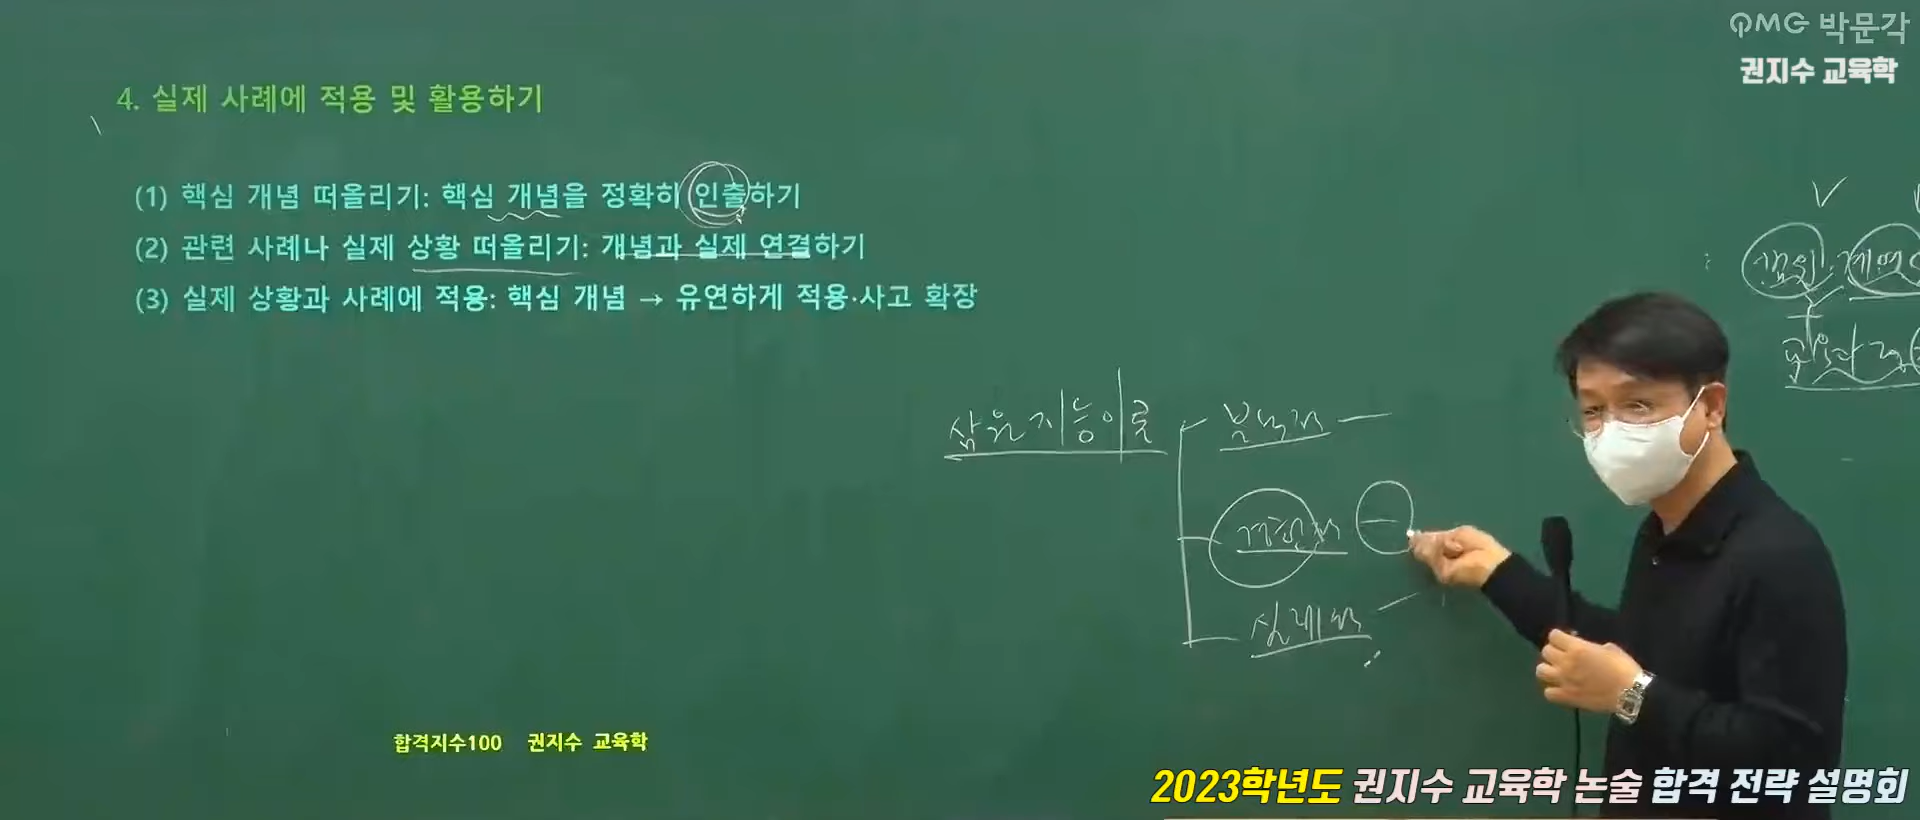 PMG 박문각
권지수 교육학
4. 실제 사례에 적용 및 활용하기
(1) 핵심 개념 떠올리기: 핵심 개념을 정확히 인출하기
(2) 관련 사례나 실제 상황 떠올리기: 개념과 실제 연결하기
(3) 실제 상황과 사례에 적용: 핵심 개념 → 유연하게 적용·사고 확장
삼원지능이론
분석적
경험적
실제적
합격지수100 권지수 교육학
2023학년도 권지수 교육학 논술 합격 전략 설명회